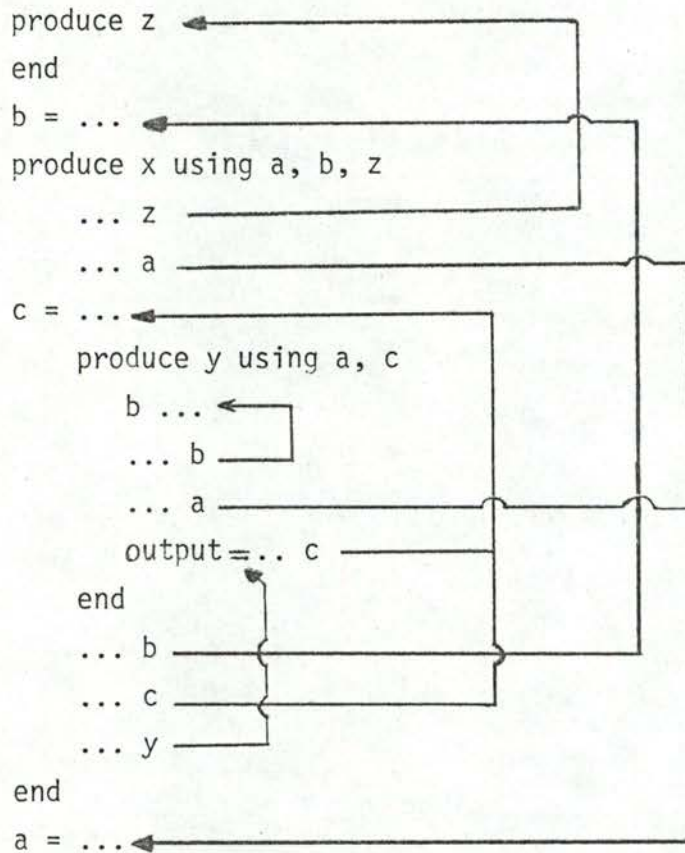 produce z
end
b = ...
produce x using a, b, z
... z
... a
c = ...
produce y using a, c
b ...
... b
... a
output=.. c
end
... b
... c
... y
end
a = ...